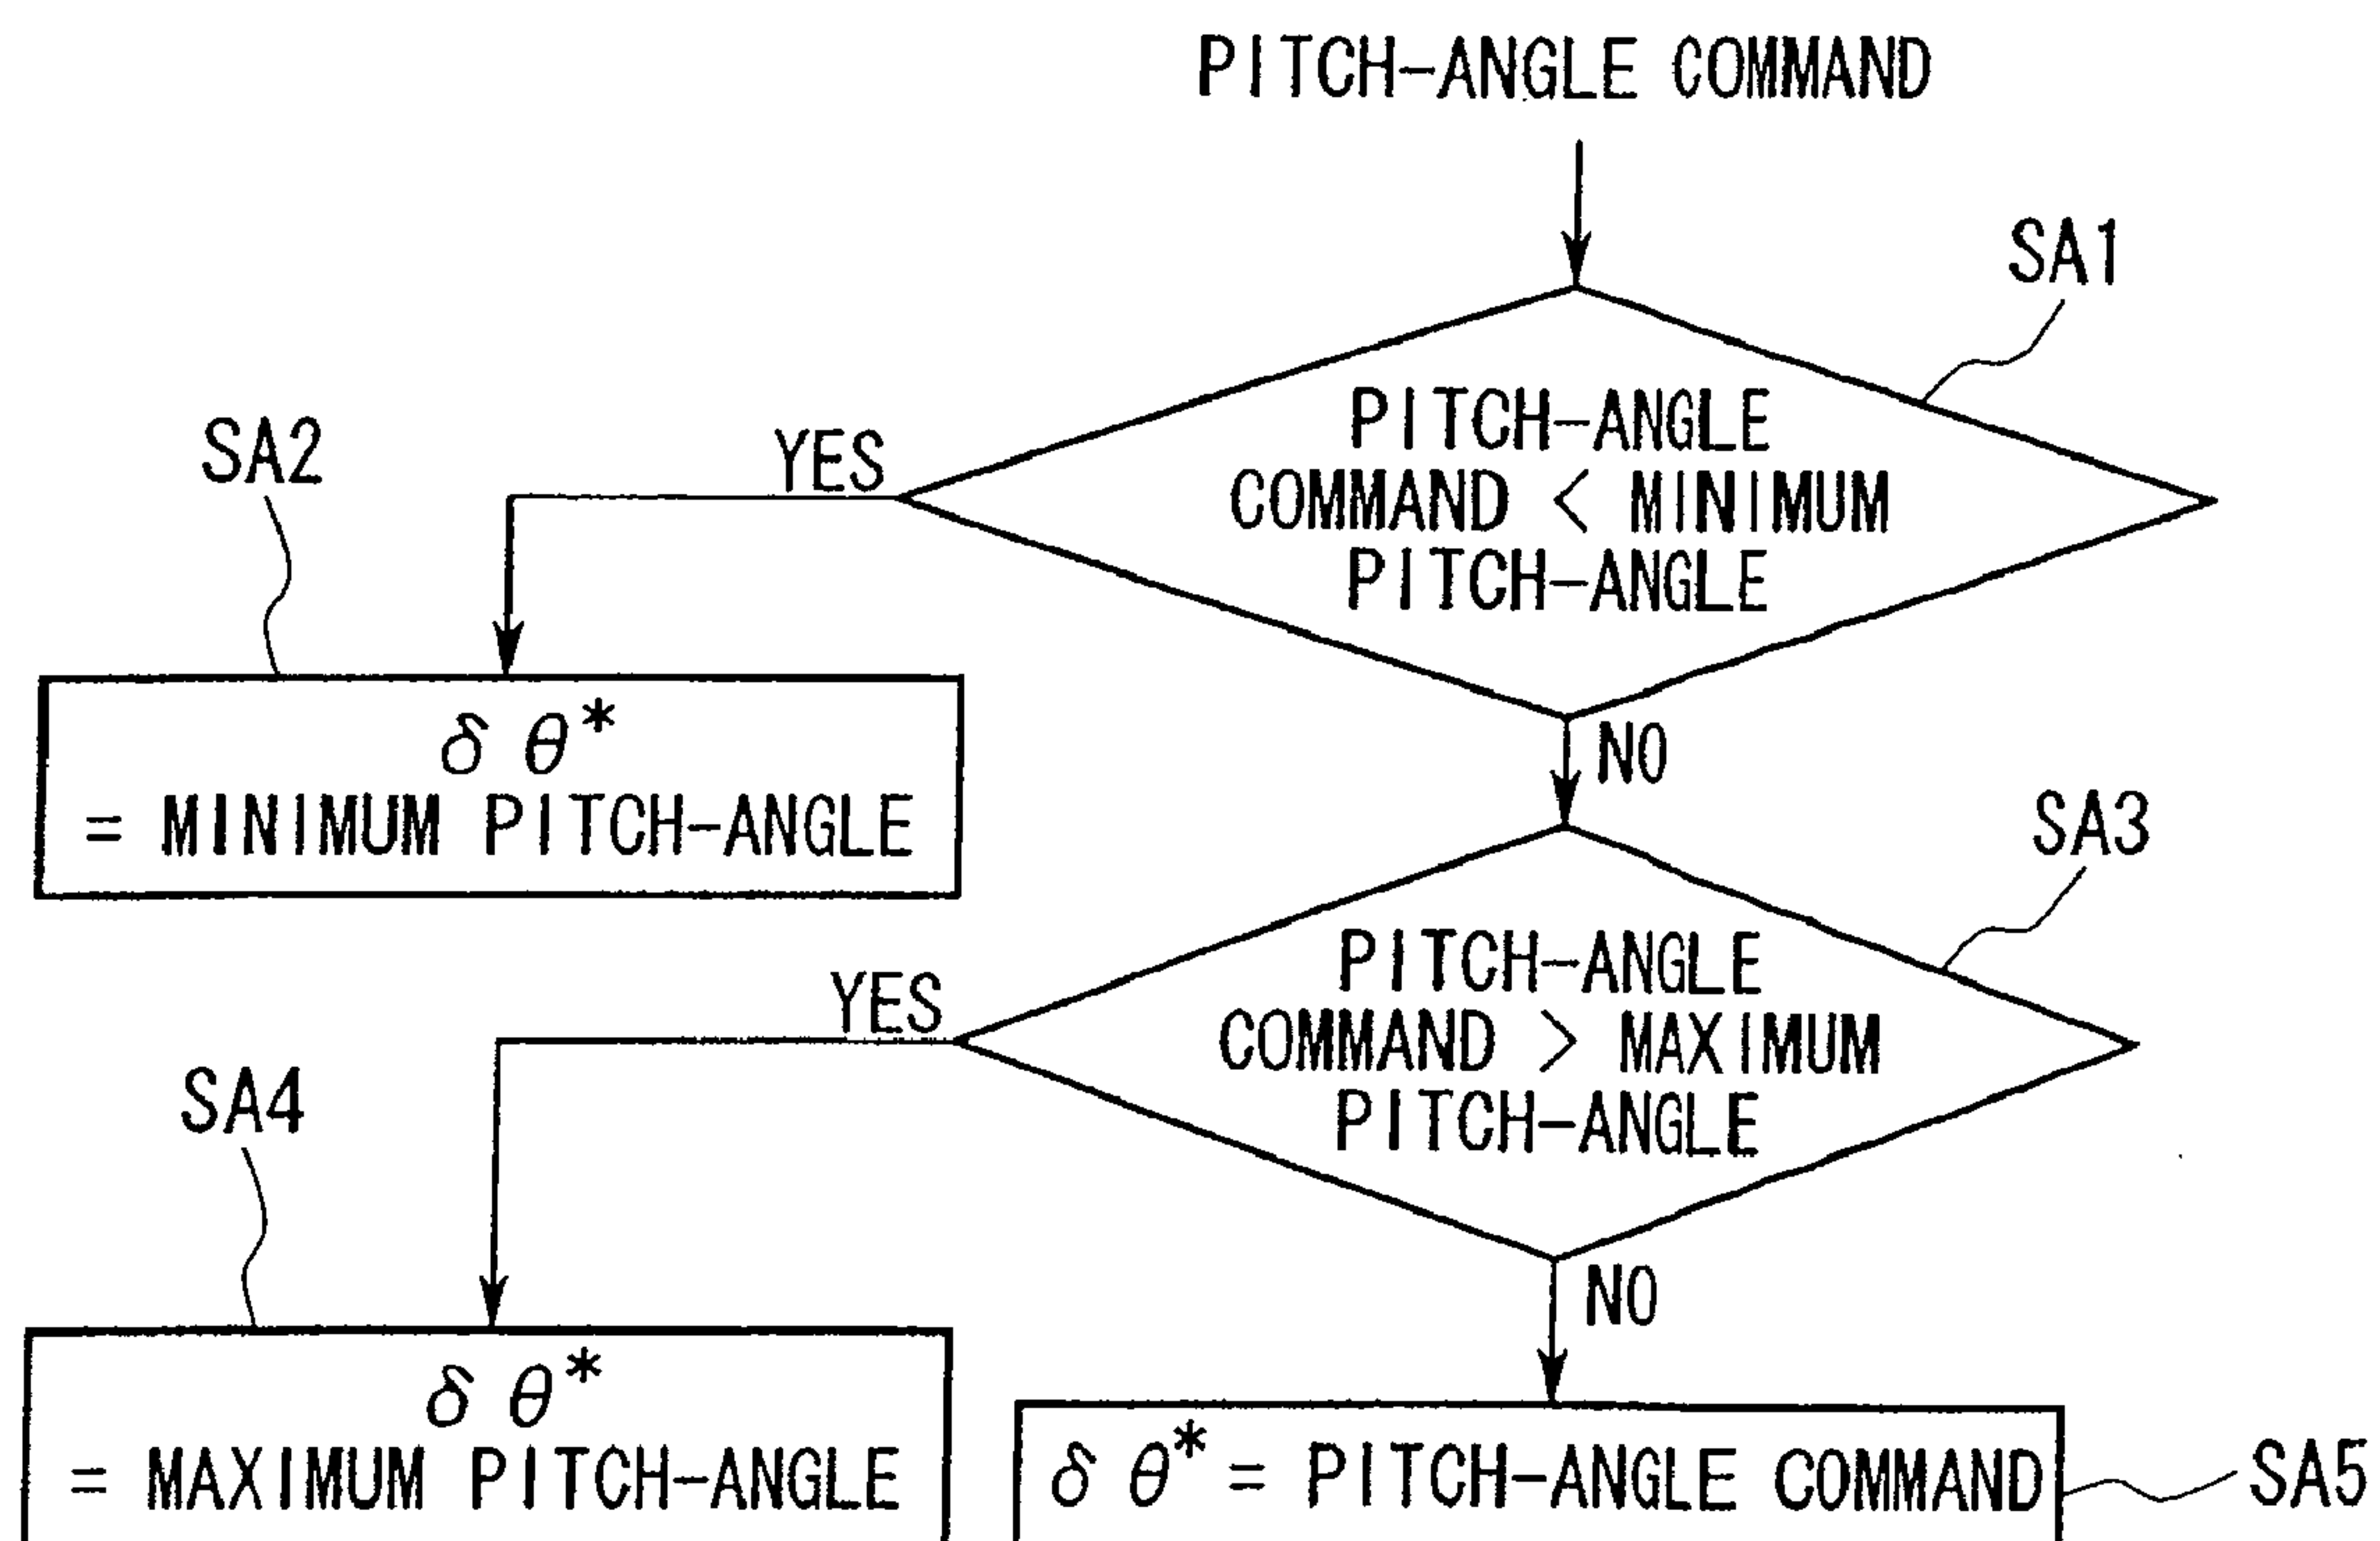 PITCH-ANGLE COMMAND
SA1
PITCH-ANGLE
COMMAND < MINIMUM
PITCH-ANGLE
YES
SA2
δ θ*
= MINIMUM PITCH-ANGLE
NO
SA3
PITCH-ANGLE
COMMAND > MAXIMUM
PITCH-ANGLE
YES
SA4
δ θ*
= MAXIMUM PITCH-ANGLE
NO
δ θ* = PITCH-ANGLE COMMAND
SA5